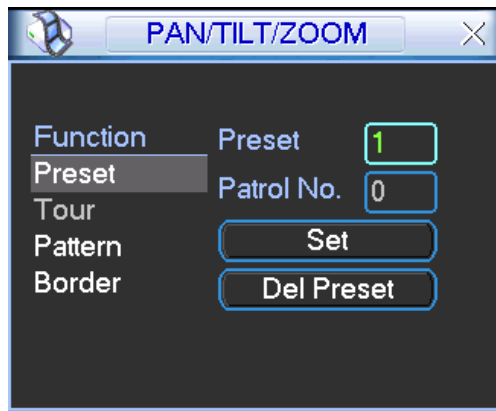 PAN/TILT/ZOOM
Function
Preset
Tour
Pattern
Border
Preset 1
Patrol No. 0
Set
Del Preset